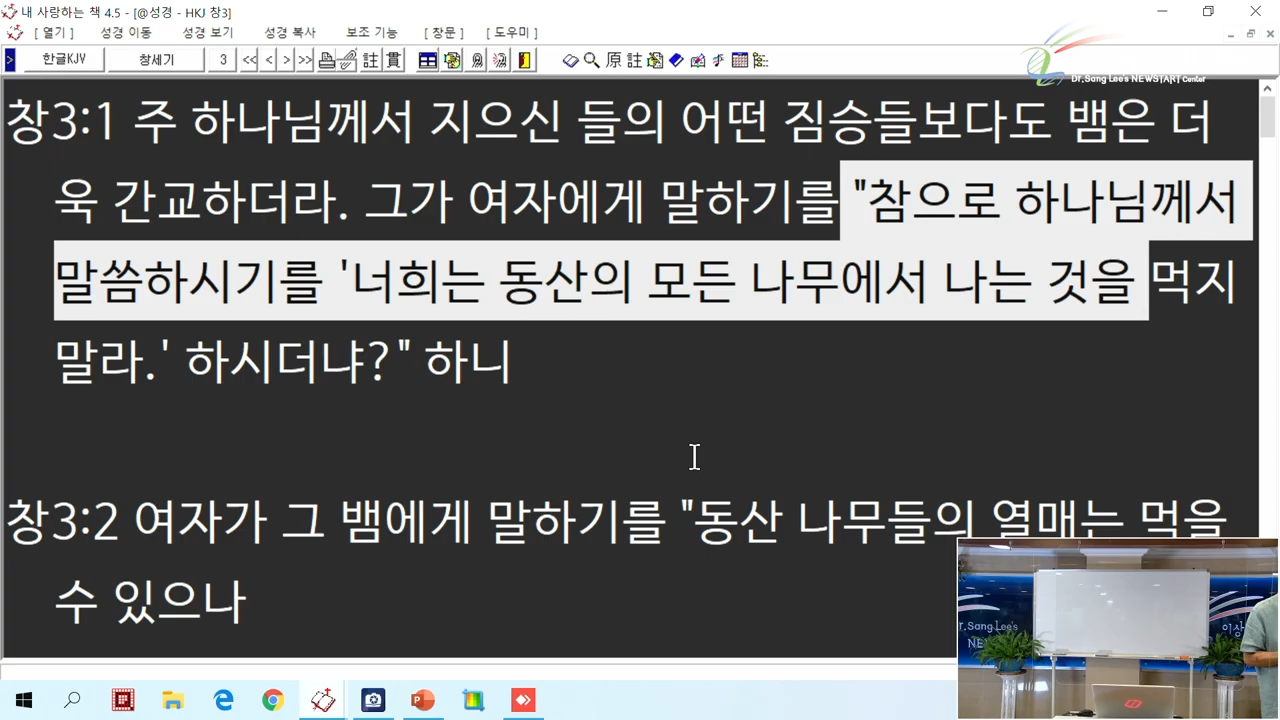 내 사랑하는 책 4.5 - [@성경 - HKJ 창3]
[ 열기 ] 성경 이동 성경 보기 성경 복사 보조 기능 [ 창문 ] [ 도우미 ]
한글KJV 창세기 3 << < > >> 註 貫 原 註
Dr.Sang Lee's NEWSTART Center
창3:1 주 하나님께서 지으신 들의 어떤 짐승들보다도 뱀은 더
욱 간교하더라. 그가 여자에게 말하기를 "참으로 하나님께서
말씀하시기를 '너희는 동산의 모든 나무에서 나는 것을 먹지
말라.' 하시더냐?" 하니
창3:2 여자가 그 뱀에게 말하기를 "동산 나무들의 열매는 먹을
수 있으나
Dr.Sang Lee's
이상